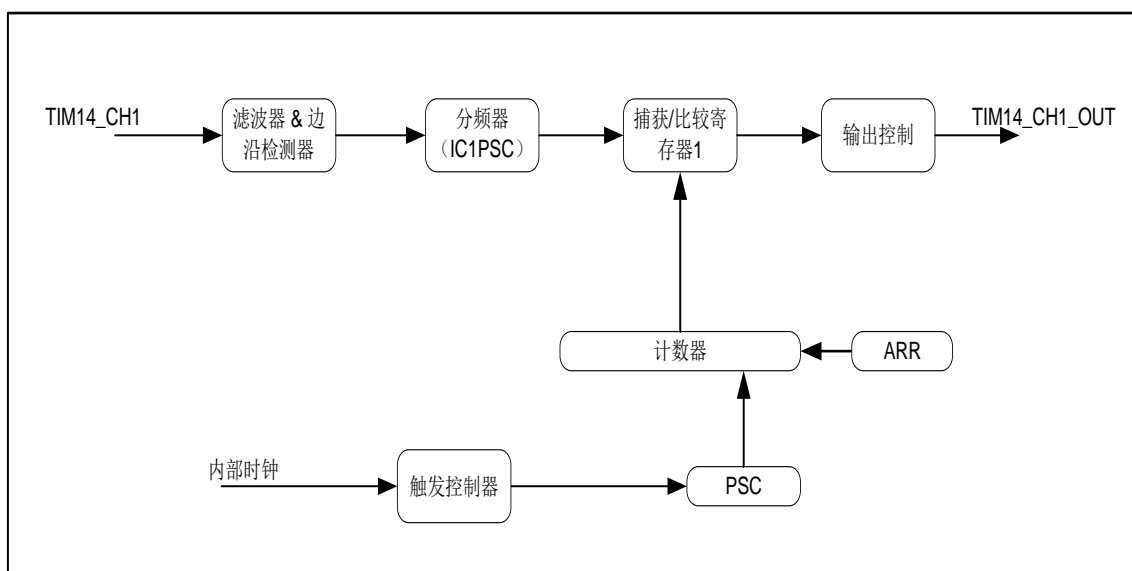 TIM14_CH1
滤波器 & 边
沿检测器
分频器
（IC1PSC）
捕获/比较寄
存器1
输出控制
TIM14_CH1_OUT
计数器
ARR
内部时钟
触发控制器
PSC